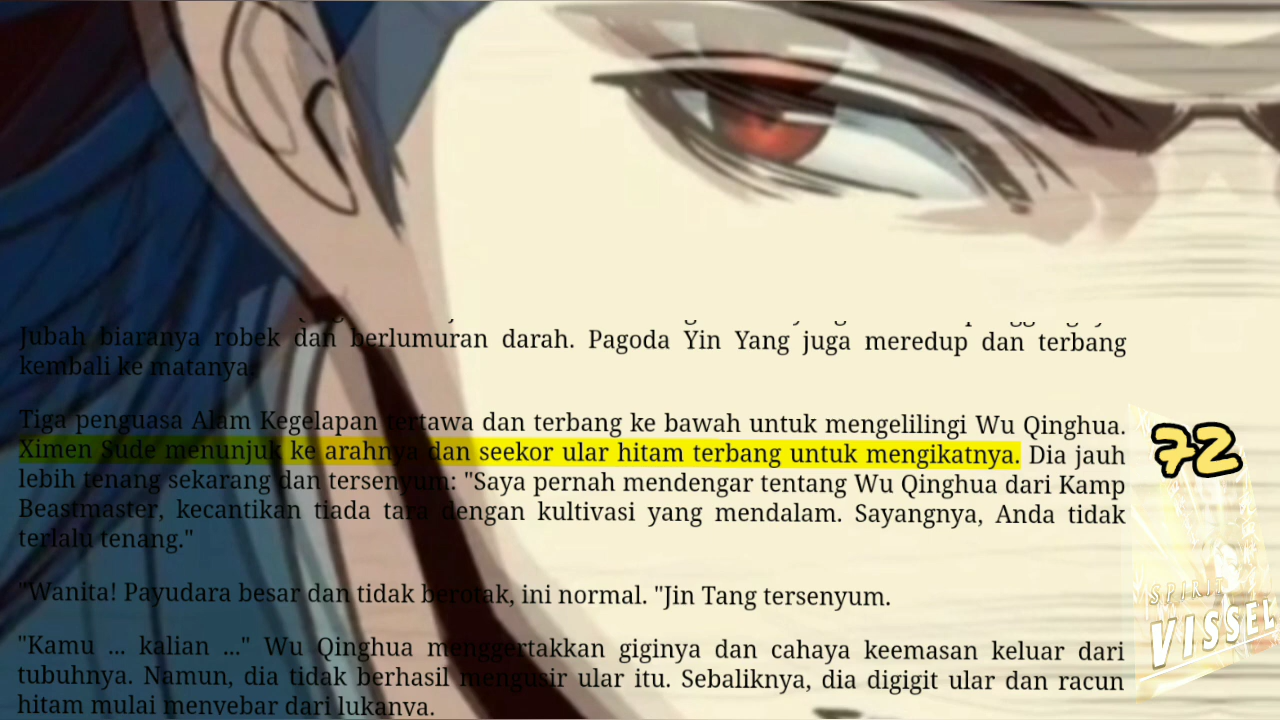 Jubah biaranya robek dan berlumuran darah. Pagoda Yin Yang juga meredup dan terbang
kembali ke matanya.
Tiga penguasa Alam Kegelapan tertawa dan terbang ke bawah untuk mengelilingi Wu Qinghua.
Ximen Sude menunjuk ke arahnya dan seekor ular hitam terbang untuk mengikatnya. Dia jauh
lebih tenang sekarang dan tersenyum: "Saya pernah mendengar tentang Wu Qinghua dari Kamp
Beastmaster, kecantikan tiada tara dengan kultivasi yang mendalam. Sayangnya, Anda tidak
terlalu tenang."
"Wanita! Payudara besar dan tidak berotak, ini normal. "Jin Tang tersenyum.
"Kamu ... kalian ..." Wu Qinghua menggertakkan giginya dan cahaya keemasan keluar dari
tubuhnya. Namun, dia tidak berhasil mengusir ular itu. Sebaliknya, dia digigit ular dan racun
hitam mulai menyebar dari lukanya.
72
SPIRIT
VISSEL